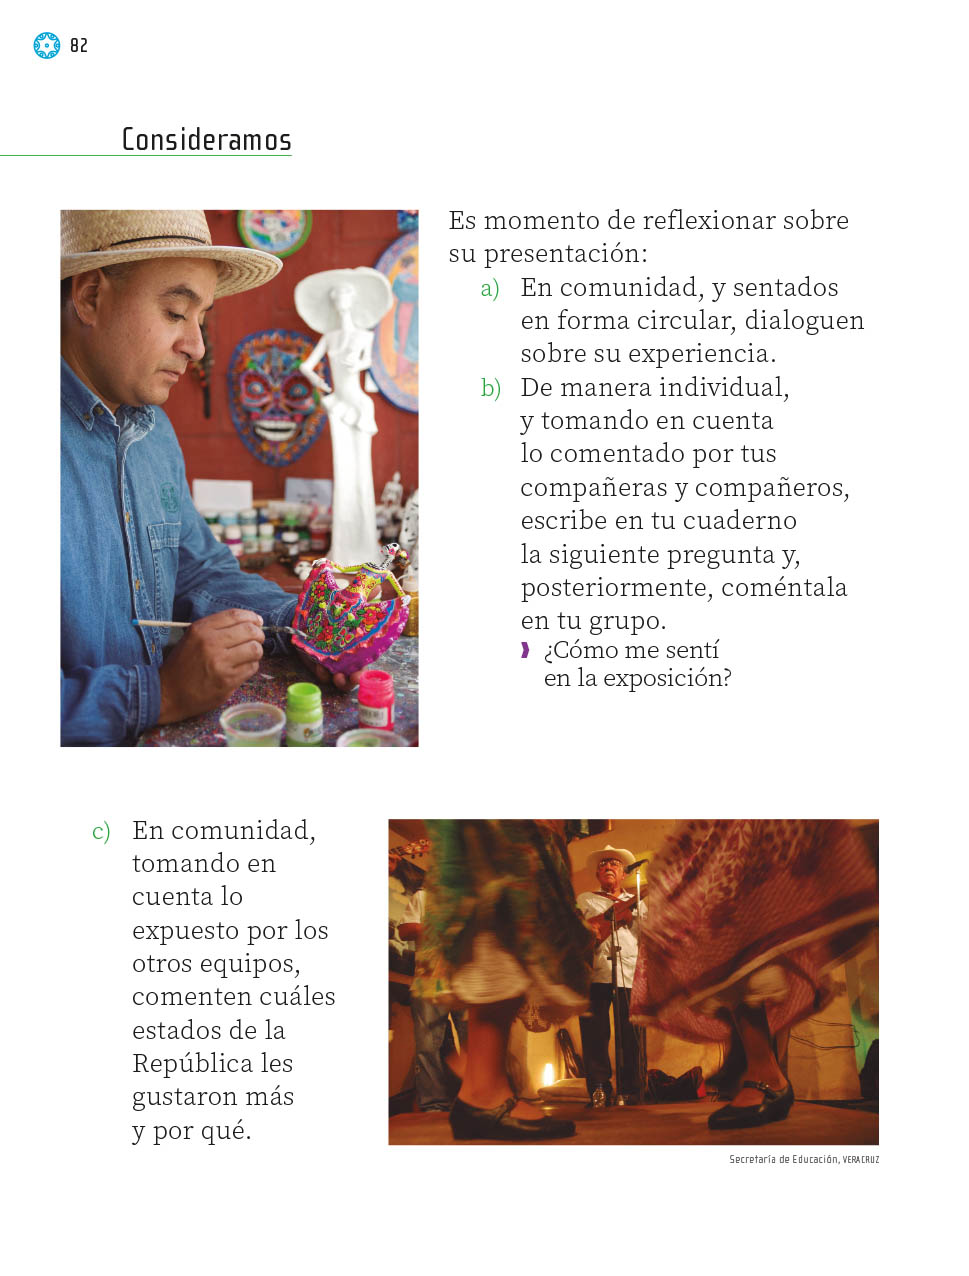 82
Consideramos
Es momento de reflexionar sobre
su presentación:
a) En comunidad, y sentados
en forma circular, dialoguen
sobre su experiencia.
b) De manera individual,
y tomando en cuenta
lo comentado por tus
compañeras y compañeros,
escribe en tu cuaderno
la siguiente pregunta y,
posteriormente, coméntala
en tu grupo.
¿Cómo me sentí
en la exposición?
c) En comunidad,
tomando en
cuenta lo
expuesto por los
otros equipos,
comenten cuáles
estados de la
República les
gustaron más
y por qué.
Secretaría de Educación, VERACRUZ